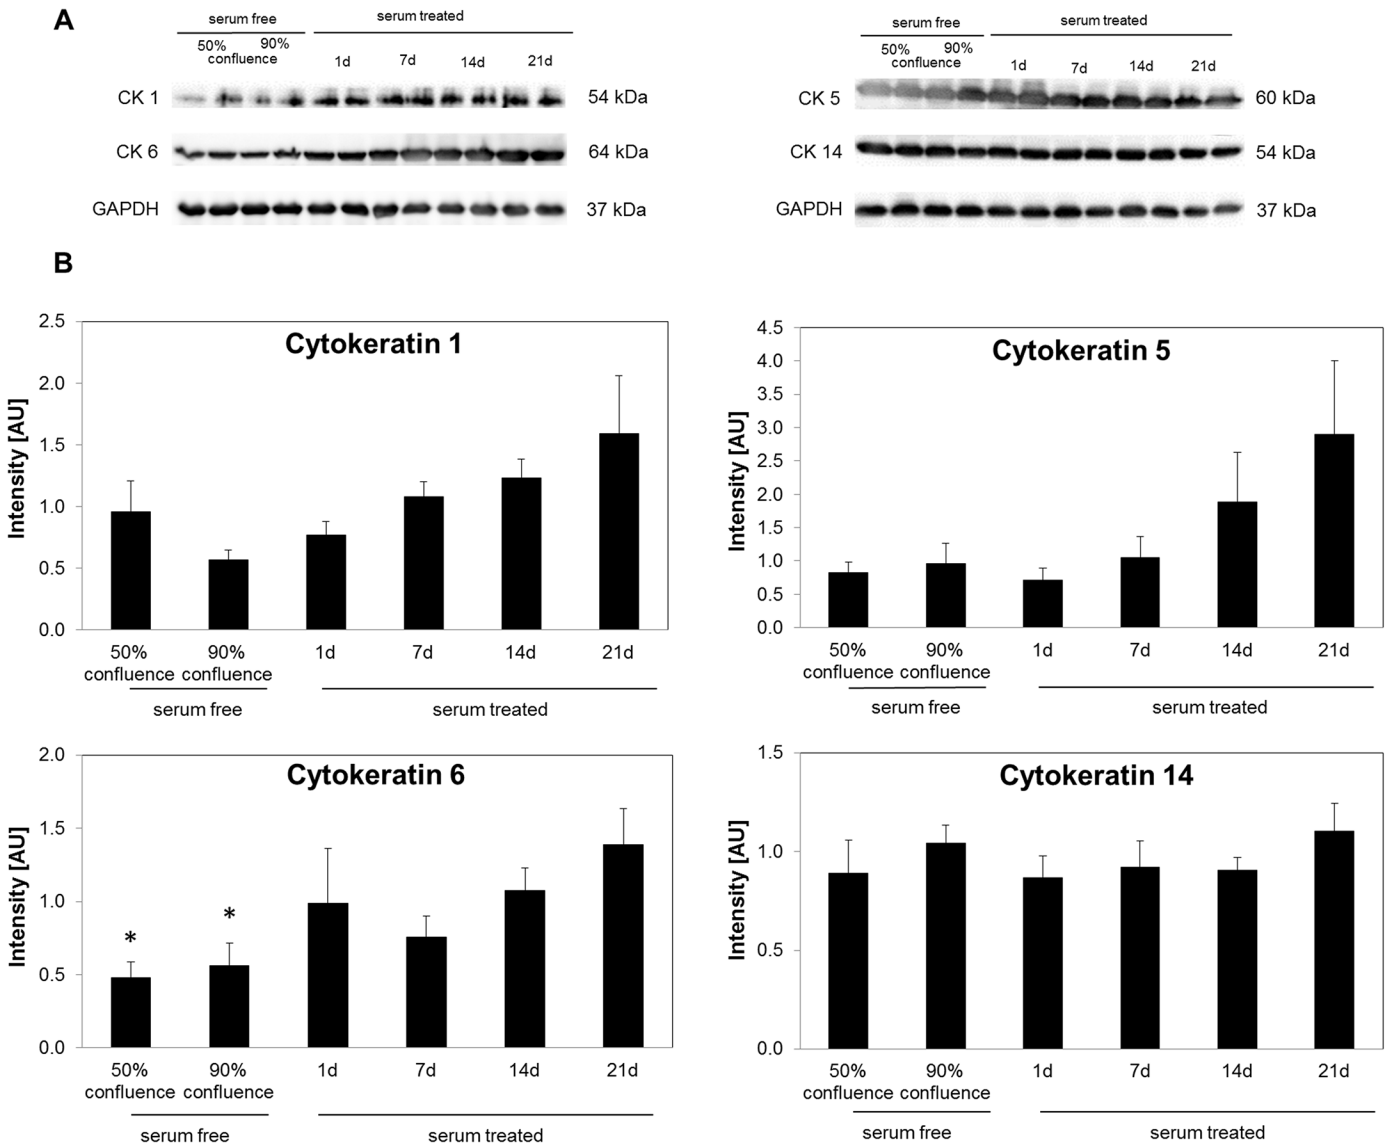 A
serum free
serum treated
50%
90%
confluence
1d
7d
14d
21d
CK 1
54 kDa
CK 6
64 kDa
GAPDH
37 kDa
serum free
serum treated
50%
90%
confluence
1d
7d
14d
21d
CK 5
60 kDa
CK 14
54 kDa
GAPDH
37 kDa
B
Cytokeratin 1
Intensity [AU]
2.5
2.0
1.5
1.0
0.5
0.0
50% 90% 1d 7d 14d 21d
confluence confluence
serum free serum treated
Cytokeratin 5
Intensity [AU]
4.5
4.0
3.5
3.0
2.5
2.0
1.5
1.0
0.5
0.0
50% 90% 1d 7d 14d 21d
confluence confluence
serum free serum treated
Cytokeratin 6
Intensity [AU]
2.0
1.5
1.0
0.5
0.0
*
*
50% 90% 1d 7d 14d 21d
confluence confluence
serum free serum treated
Cytokeratin 14
Intensity [AU]
1.5
1.0
0.5
0.0
50% 90% 1d 7d 14d 21d
confluence confluence
serum free serum treated